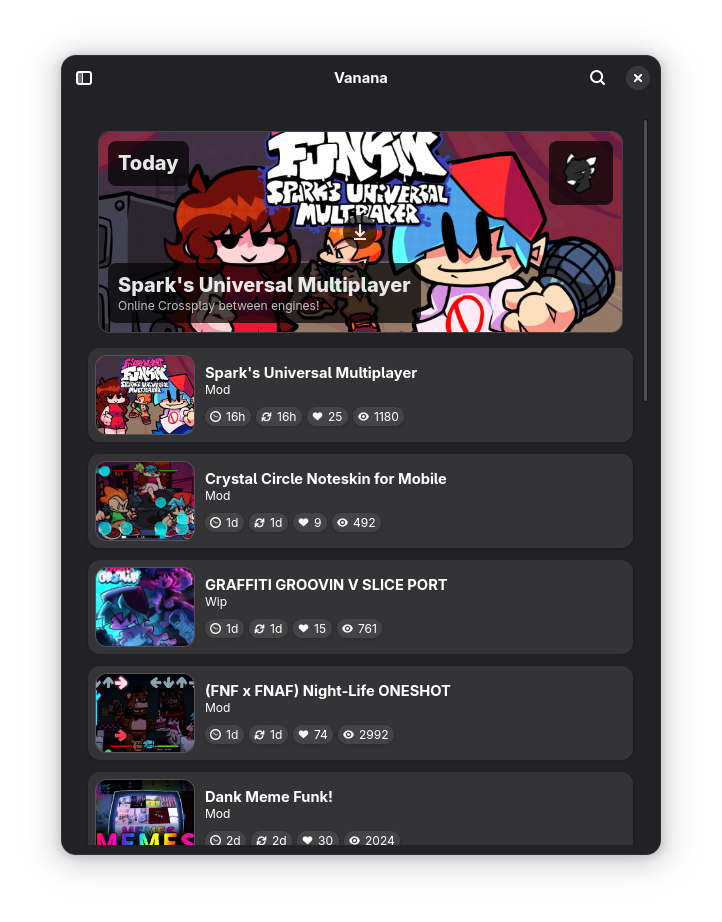 Vanana
Today
FUNKIN
SPARK'S UNIVERSAL
MULTPLAYER
Spark's Universal Multiplayer
Online Crossplay between engines!
Spark's Universal Multiplayer
Mod
16h 16h 25 1180
Crystal Circle Noteskin for Mobile
Mod
1d 1d 9 492
GRAFFITI GROOVIN V SLICE PORT
Wip
1d 1d 15 761
(FNF x FNAF) Night-Life ONESHOT
Mod
1d 1d 74 2992
Dank Meme Funk!
Mod
MEMES
2d 2d 30 2024